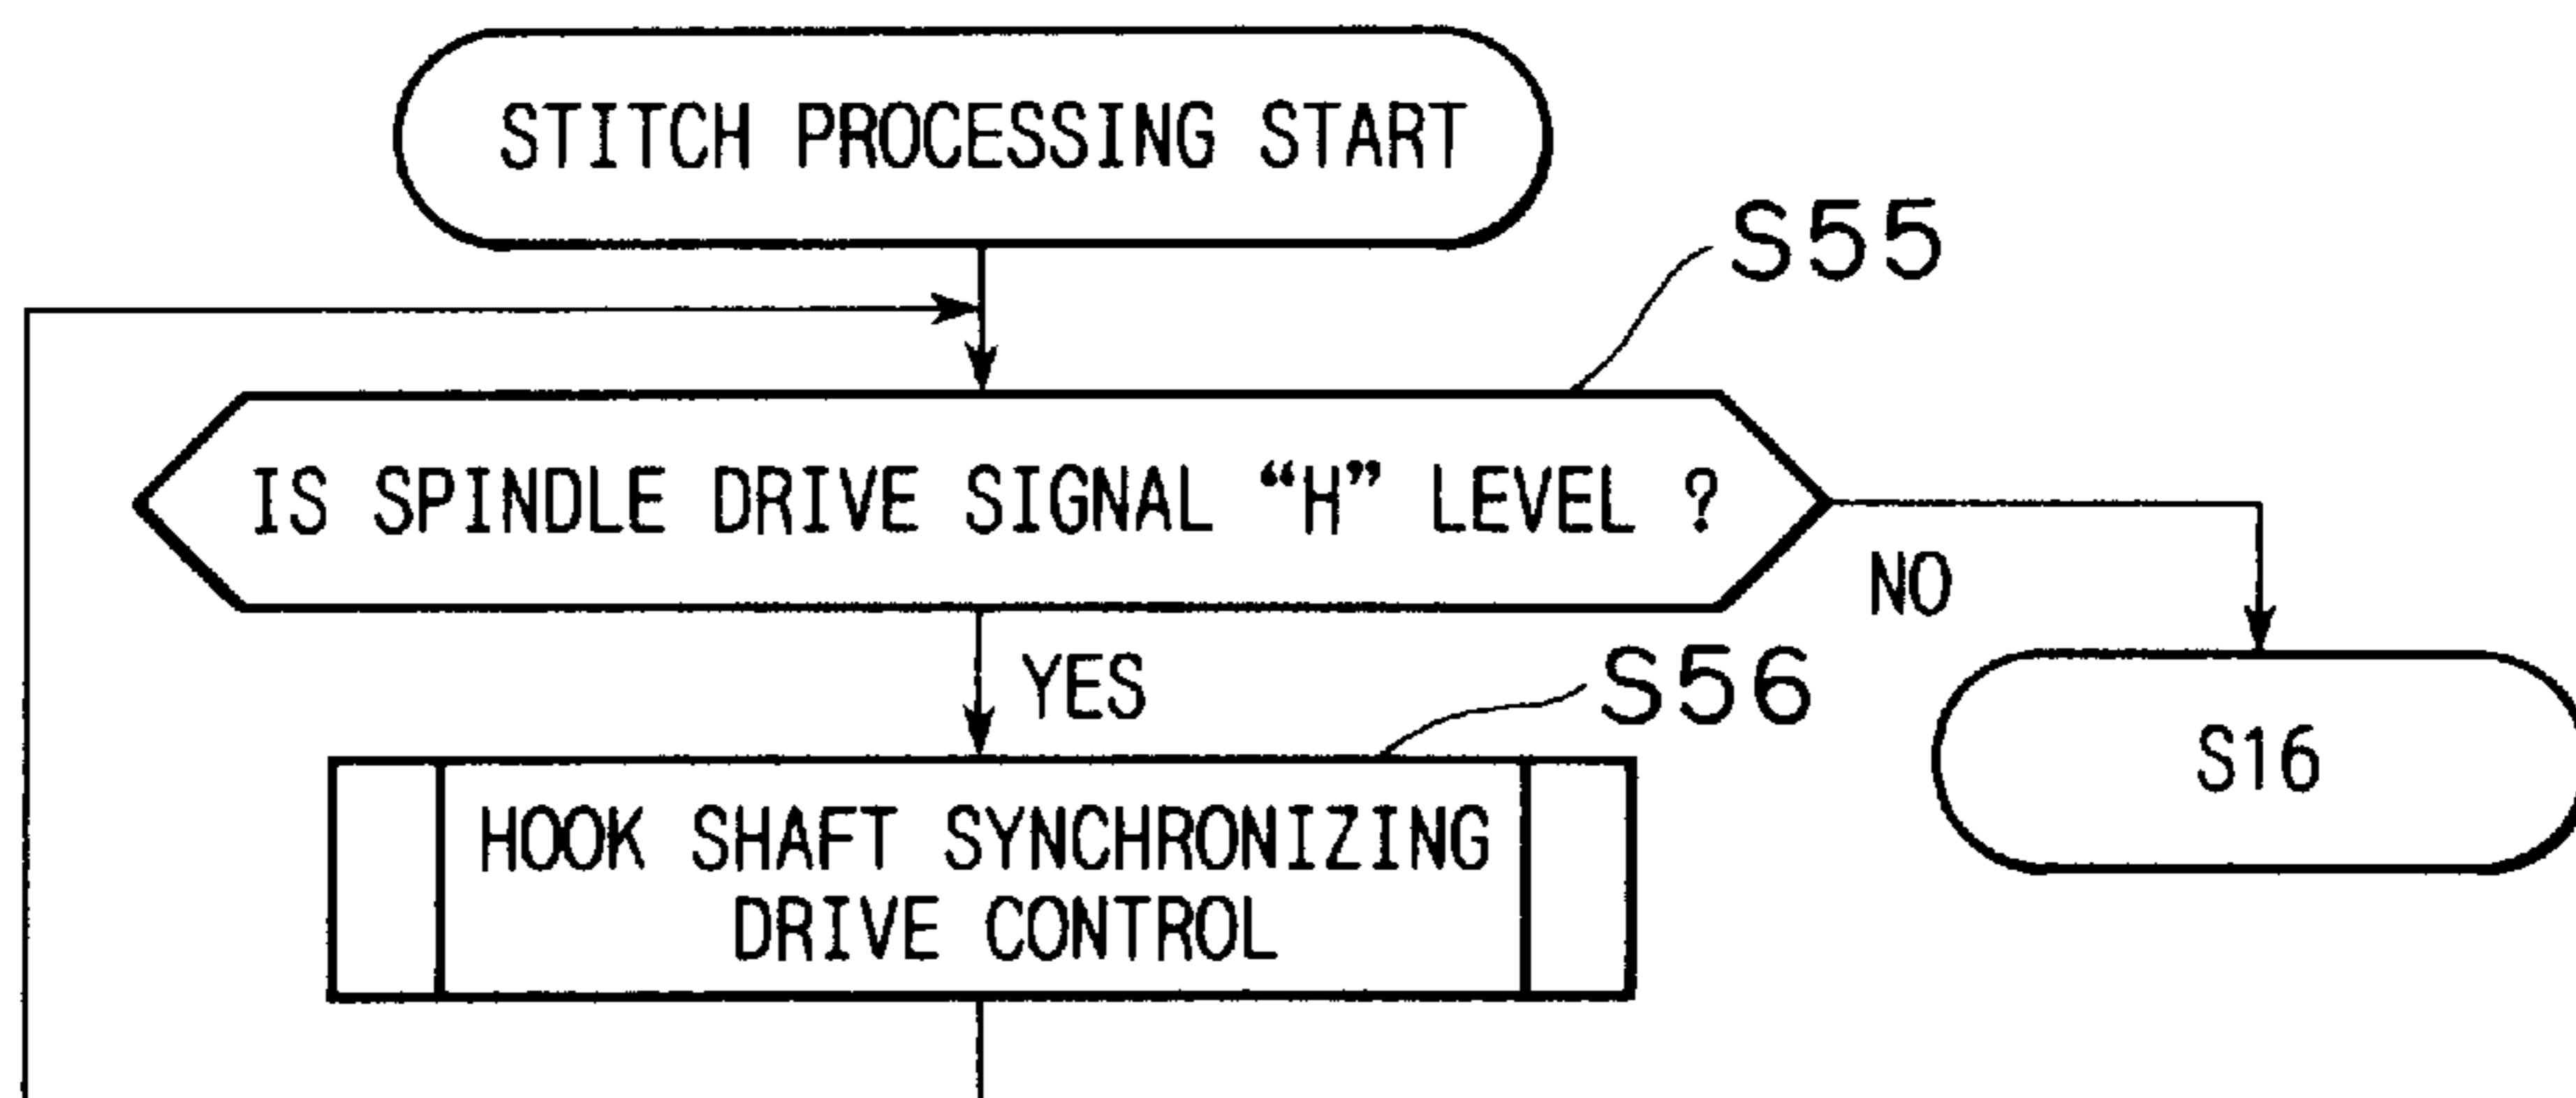 STITCH PROCESSING START
S55
IS SPINDLE DRIVE SIGNAL “H” LEVEL ?
NO
YES
S56
S16
HOOK SHAFT SYNCHRONIZING
DRIVE CONTROL